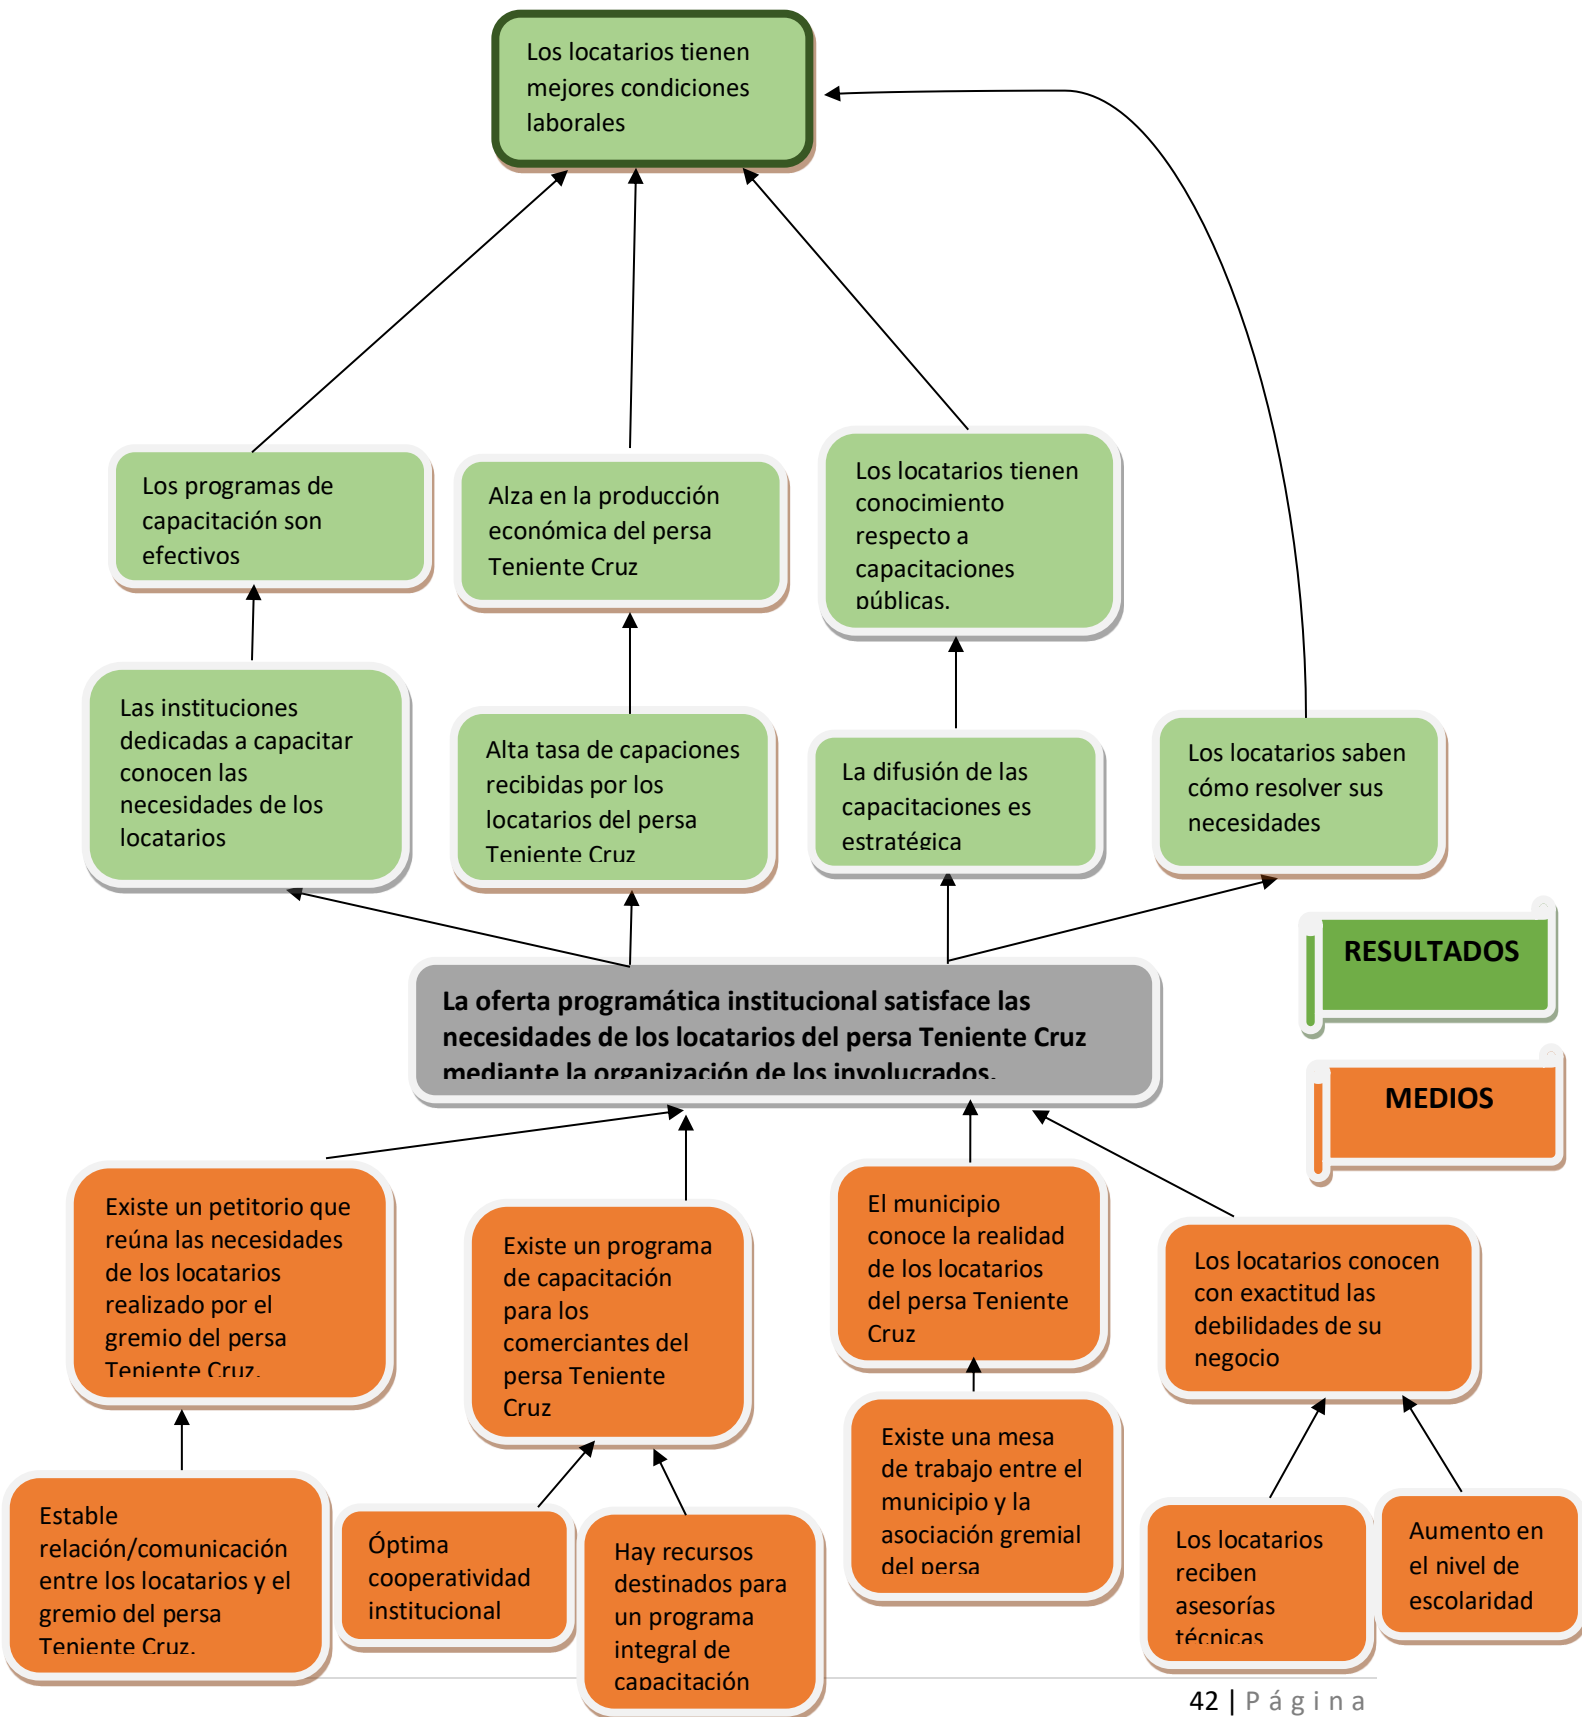 Los locatarios tienen
mejores condiciones
laborales
Los programas de
capacitación son
efectivos
Alza en la producción
económica del persa
Teniente Cruz
Los locatarios tienen
conocimiento
respecto a
capacitaciones
públicas.
Las instituciones
dedicadas a capacitar
conocen las
necesidades de los
locatarios
Alta tasa de capaciones
recibidas por los
locatarios del persa
Teniente Cruz
La difusión de las
capacitaciones es
estratégica
Los locatarios saben
cómo resolver sus
necesidades
RESULTADOS
La oferta programática institucional satisface las
necesidades de los locatarios del persa Teniente Cruz
mediante la organización de los involucrados.
MEDIOS
Existe un petitorio que
reúna las necesidades
de los locatarios
realizado por el
gremio del persa
Teniente Cruz.
Existe un programa
de capacitación
para los
comerciantes del
persa Teniente
Cruz
El municipio
conoce la realidad
de los locatarios
del persa Teniente
Cruz
Los locatarios conocen
con exactitud las
debilidades de su
negocio
Estable
relación/comunicación
entre los locatarios y el
gremio del persa
Teniente Cruz.
Óptima
cooperatividad
institucional
Hay recursos
destinados para
un programa
integral de
capacitación
Existe una mesa
de trabajo entre el
municipio y la
asociación gremial
del persa
Los locatarios
reciben
asesorías
técnicas
Aumento en
el nivel de
escolaridad
42 | Página